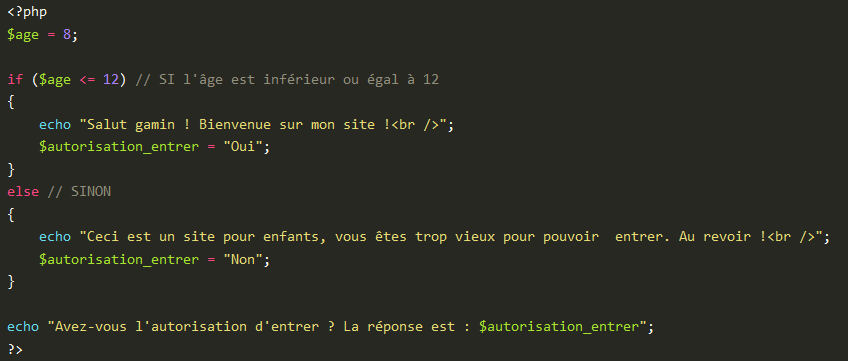 <?php
$age = 8;
if ($age <= 12) // SI l'âge est inférieur ou égal à 12
{
    echo "Salut gamin ! Bienvenue sur mon site !<br />";
    $autorisation_entrer = "Oui";
}
else // SINON
{
    echo "Ceci est un site pour enfants, vous êtes trop vieux pour pouvoir  entrer. Au revoir !<br />";
    $autorisation_entrer = "Non";
}
echo "Avez-vous l'autorisation d'entrer ? La réponse est : $autorisation_entrer";
?>